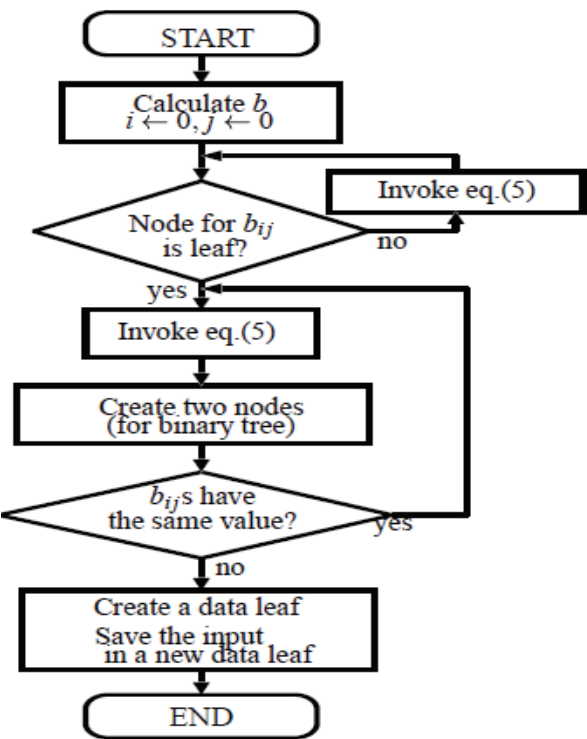 START
Calculate b
i ← 0, j ← 0
Invoke eq.(5)
Node for bᵢⱼ
is leaf?
no
yes
Invoke eq.(5)
Create two nodes
(for binary tree)
bᵢⱼs have
the same value?
yes
no
Create a data leaf
Save the input
in a new data leaf
END